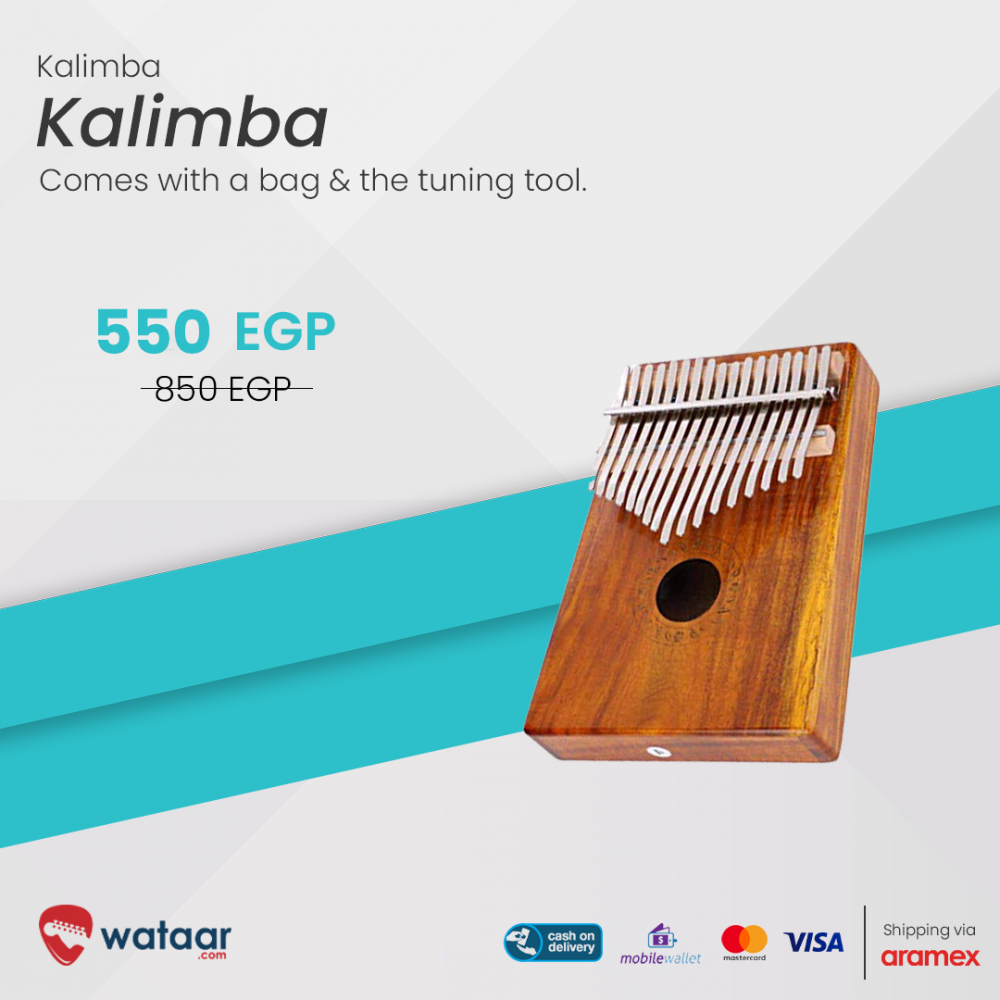 Kalimba
Kalimba
Comes with a bag & the tuning tool.
550 EGP
850 EGP
wataar
.com
cash on
delivery
mobilewallet
mastercard
VISA
Shipping via
aramex